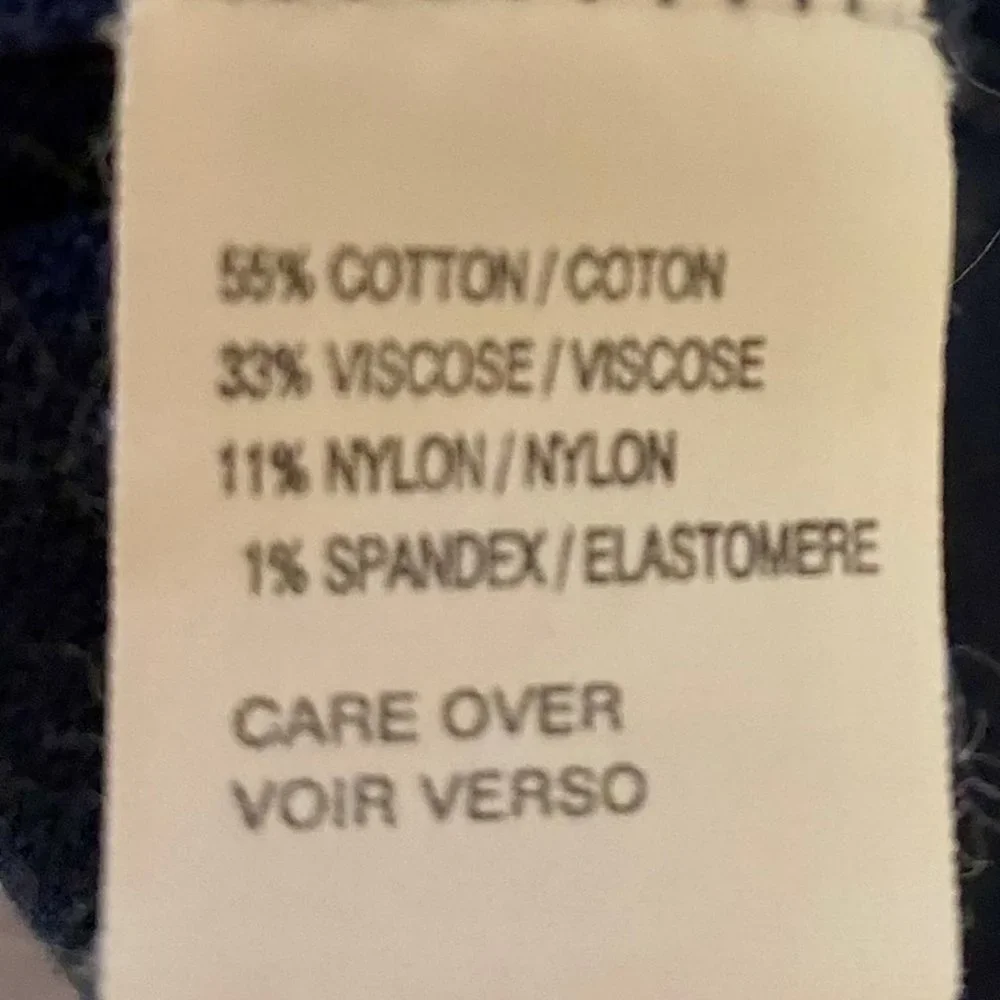 55% COTTON / COTON
33% VISCOSE / VISCOSE
11% NYLON / NYLON
1% SPANDEX / ELASTOMERE
CARE OVER
VOIR VERSO